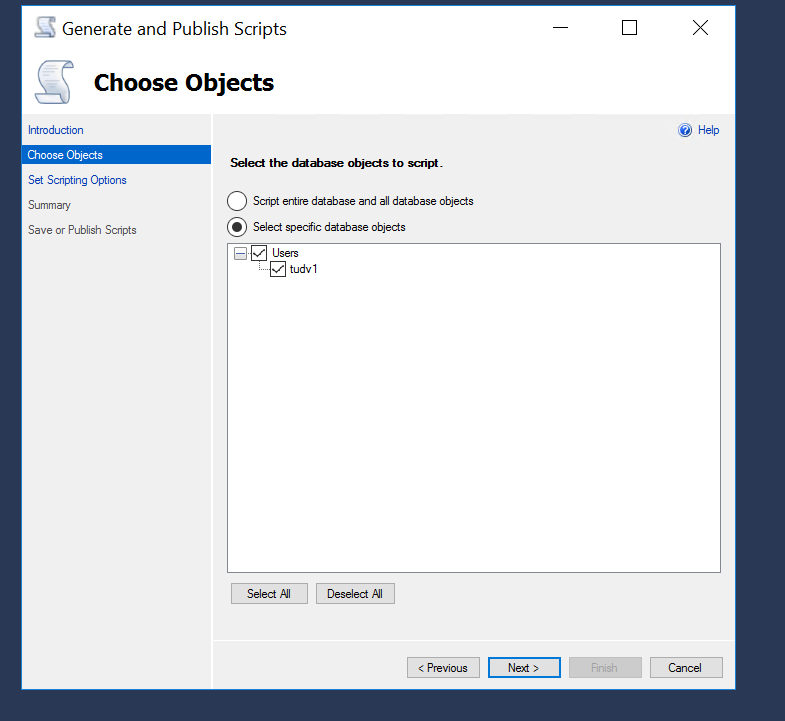 Generate and Publish Scripts
Choose Objects
Introduction
Choose Objects
Set Scripting Options
Summary
Save or Publish Scripts
Help
Select the database objects to script.
Script entire database and all database objects
Select specific database objects
Users
tudv1
Select All
Deselect All
< Previous
Next >
Finish
Cancel